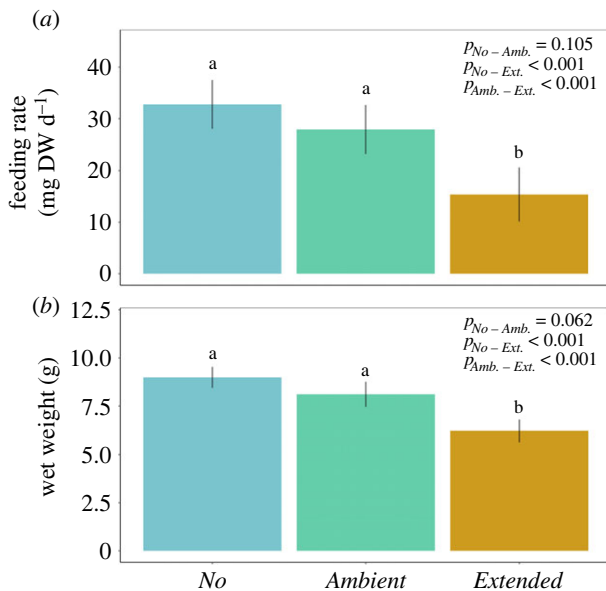 (a)
p_No – Amb. = 0.105
p_No – Ext. < 0.001
p_Amb. – Ext. < 0.001
feeding rate
(mg DW d⁻¹)
40
30
20
10
0
a
a
b
(b)
p_No – Amb. = 0.062
p_No – Ext. < 0.001
p_Amb. – Ext. < 0.001
wet weight (g)
12.5
10.0
7.5
5.0
2.5
0
a
a
b
No Ambient Extended